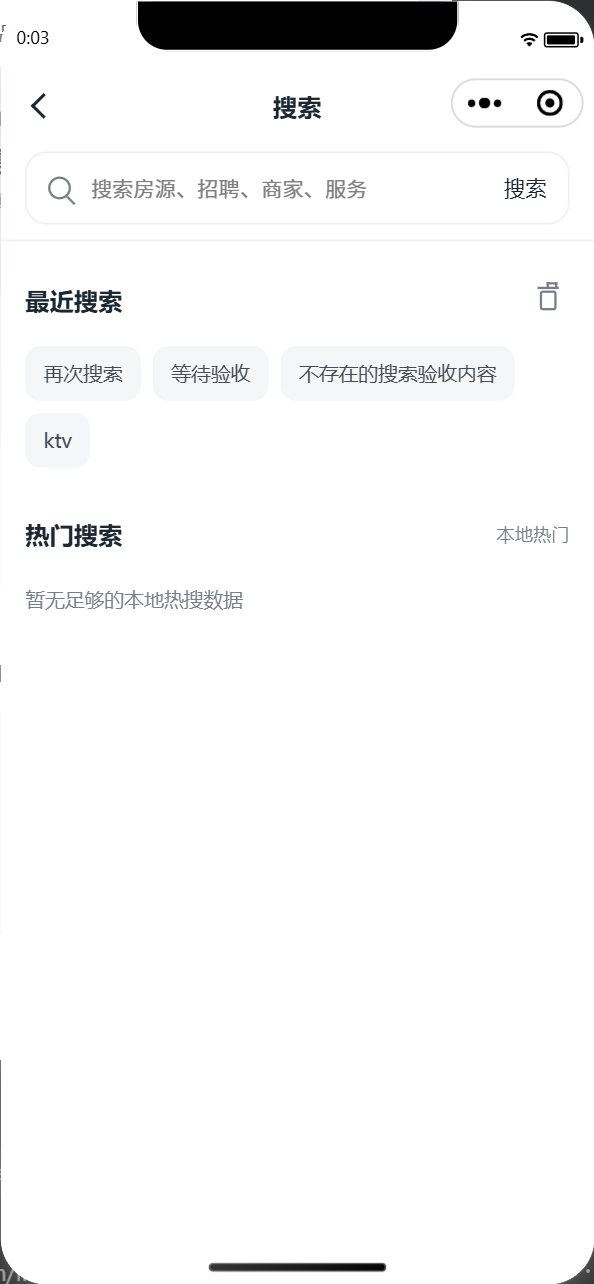 0:03
搜索
搜索房源、招聘、商家、服务
搜索
最近搜索
再次搜索
等待验收
不存在的搜索验收内容
ktv
热门搜索
本地热门
暂无足够的本地热搜数据